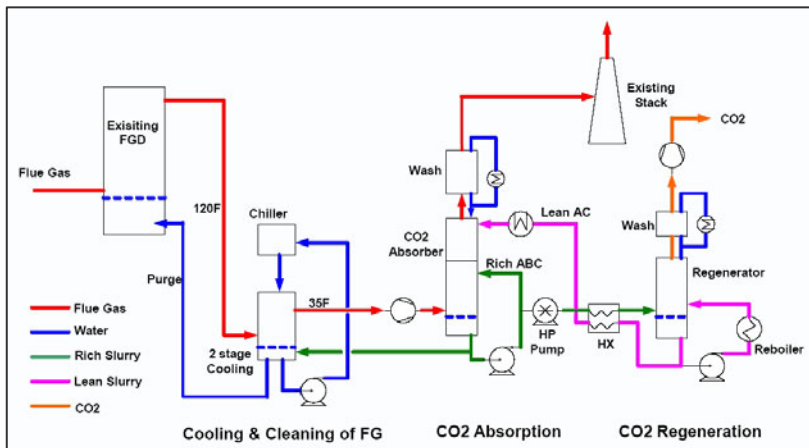 Exisiting
FGD
Flue Gas
120F
Purge
Chiller
35F
2 stage
Cooling
Wash
CO2
Absorber
Lean AC
Rich ABC
HP
Pump
HX
Existing
Stack
CO2
Wash
Regenerator
Reboiler
Flue Gas
Water
Rich Slurry
Lean Slurry
CO2
Cooling & Cleaning of FG
CO2 Absorption
CO2 Regeneration